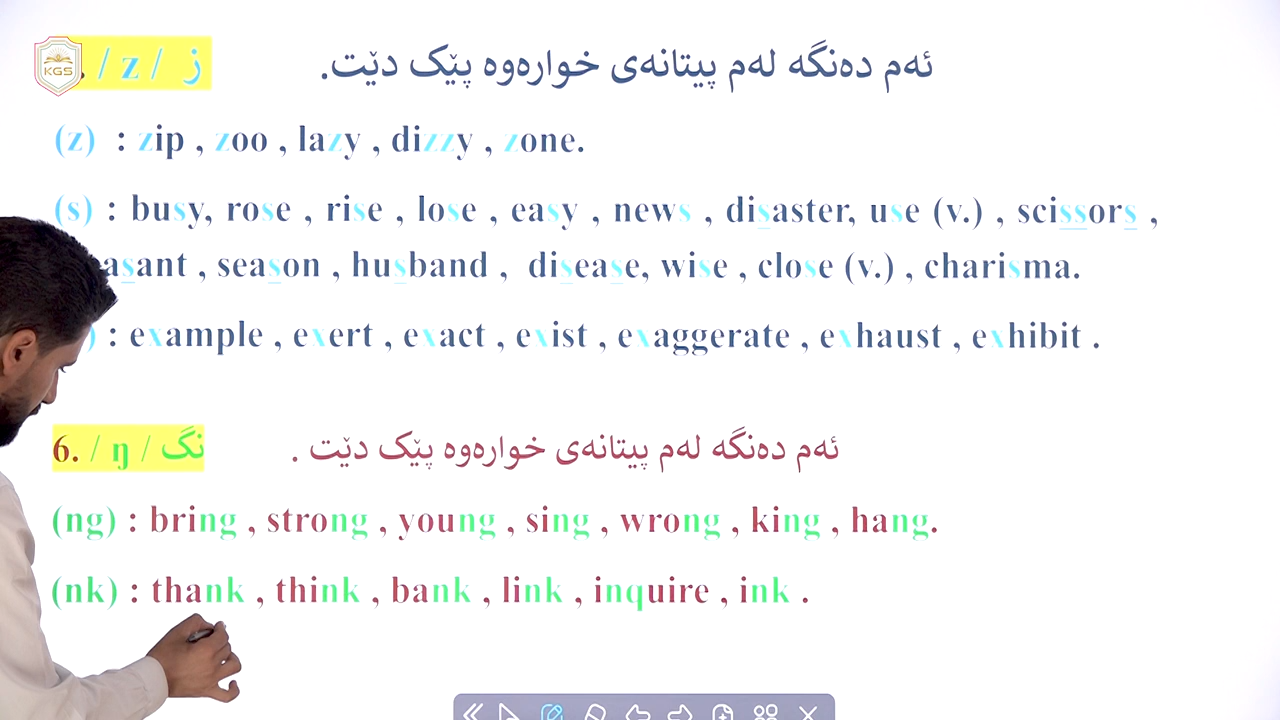 KGS
. / z / ز ئەم دەنگە لەم پیتانەی خوارەوە پێک دێت.
(z) : zip , zoo , lazy , dizzy , zone.
(s) : busy, rose , rise , lose , easy , news , disaster, use (v.) , scissors ,
asant , season , husband , disease, wise , close (v.) , charisma.
) : example , exert , exact , exist , exaggerate , exhaust , exhibit .
6. / ŋ / نگ ئەم دەنگە لەم پیتانەی خوارەوە پێک دێت .
(ng) : bring , strong , young , sing , wrong , king , hang.
(nk) : thank , think , bank , link , inquire , ink .